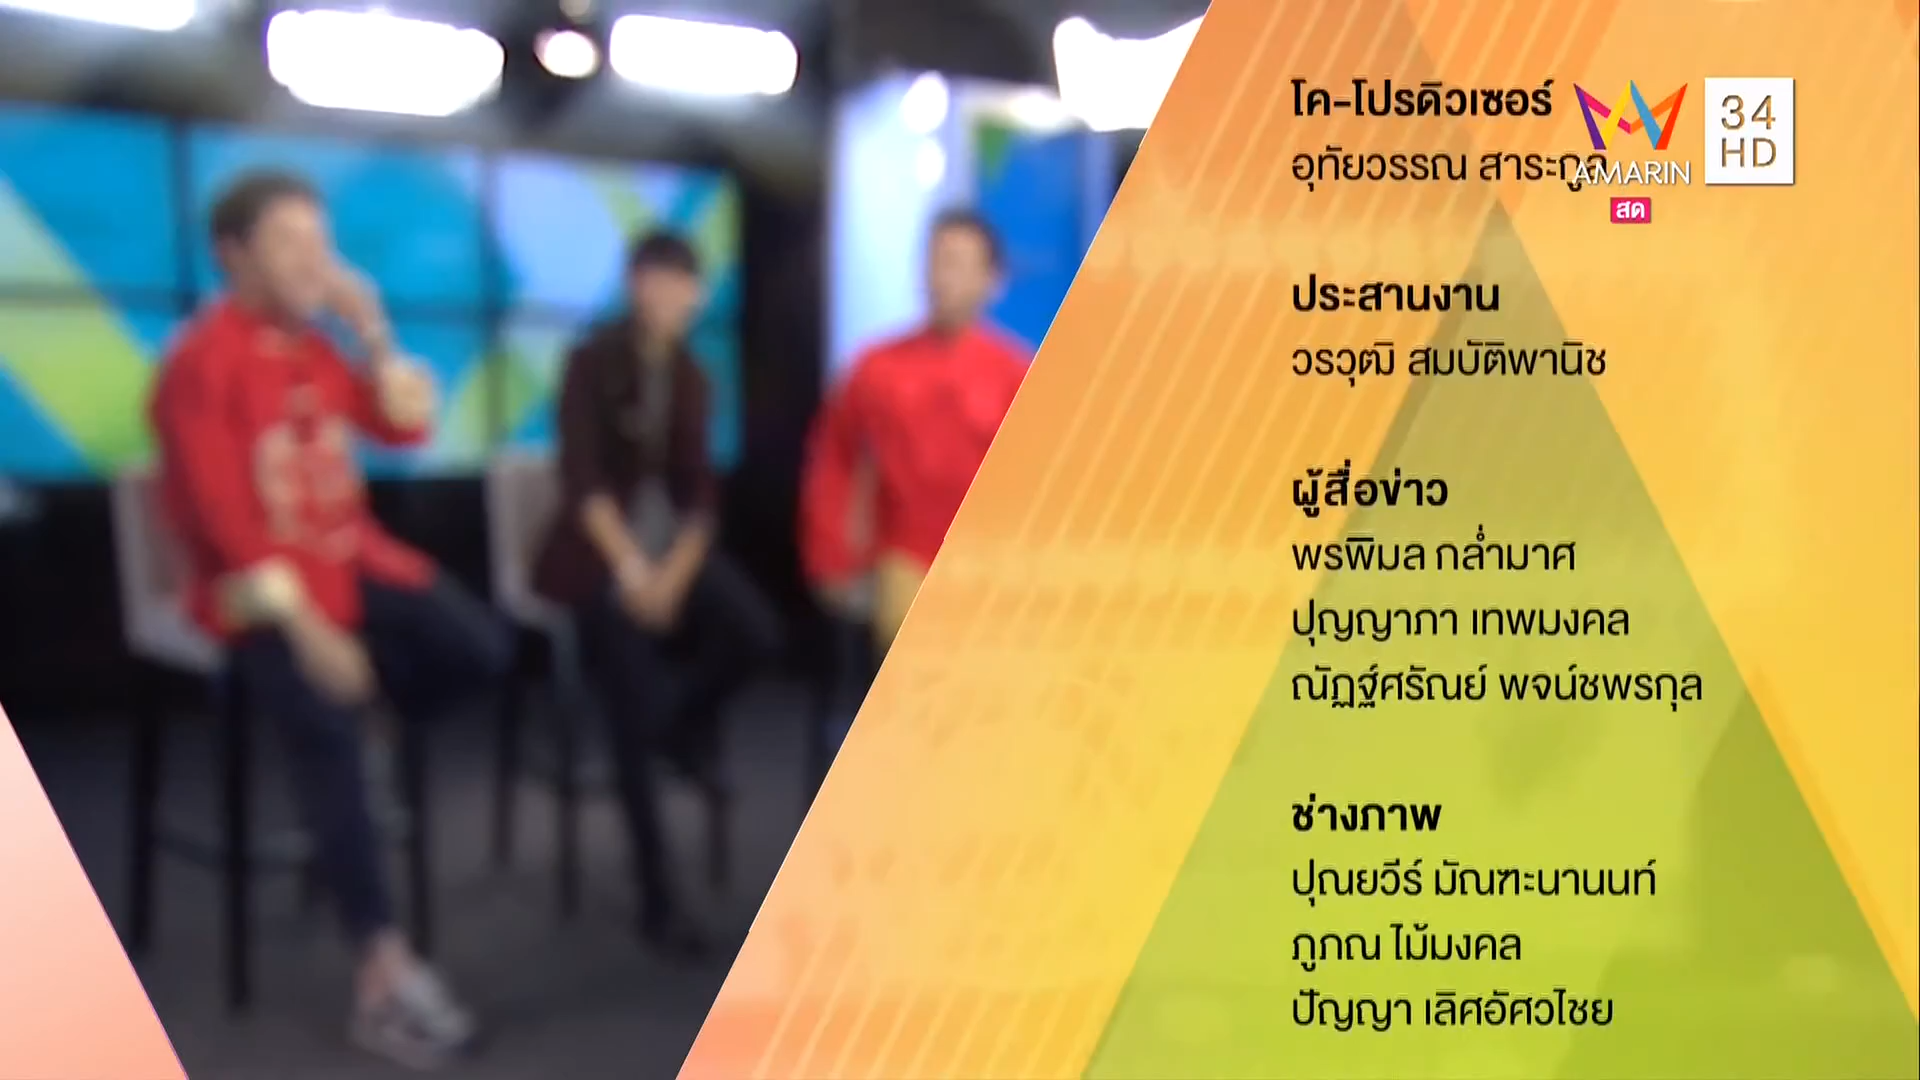 โค-โปรดิวเซอร์
อุทัยวรรณ สาระกูล
AMARIN
34
HD
สด
ประสานงาน
วรวุฒิ สมบัติพานิช
ผู้สื่อข่าว
พรพิมล กล่ำมาศ
ปุญญาภา เทพมงคล
ณัฏฐ์ศรัณย์ พจน์ชพรกุล
ช่างภาพ
ปุณยวีร์ มัณฑะนานนท์
ภูภณ ไม้มงคล
ปัญญา เลิศอัศวไชย